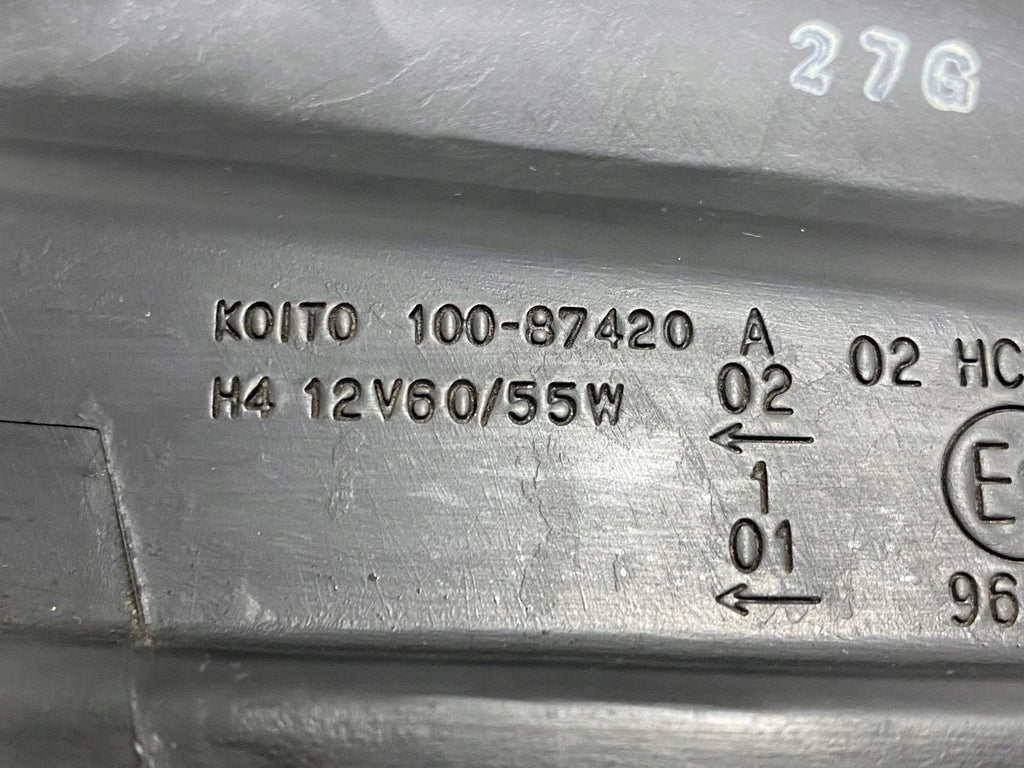 27G
KOITO 100-87420
H4 12V60/55W
A
02
←
1
01
←
02 HC
E
96